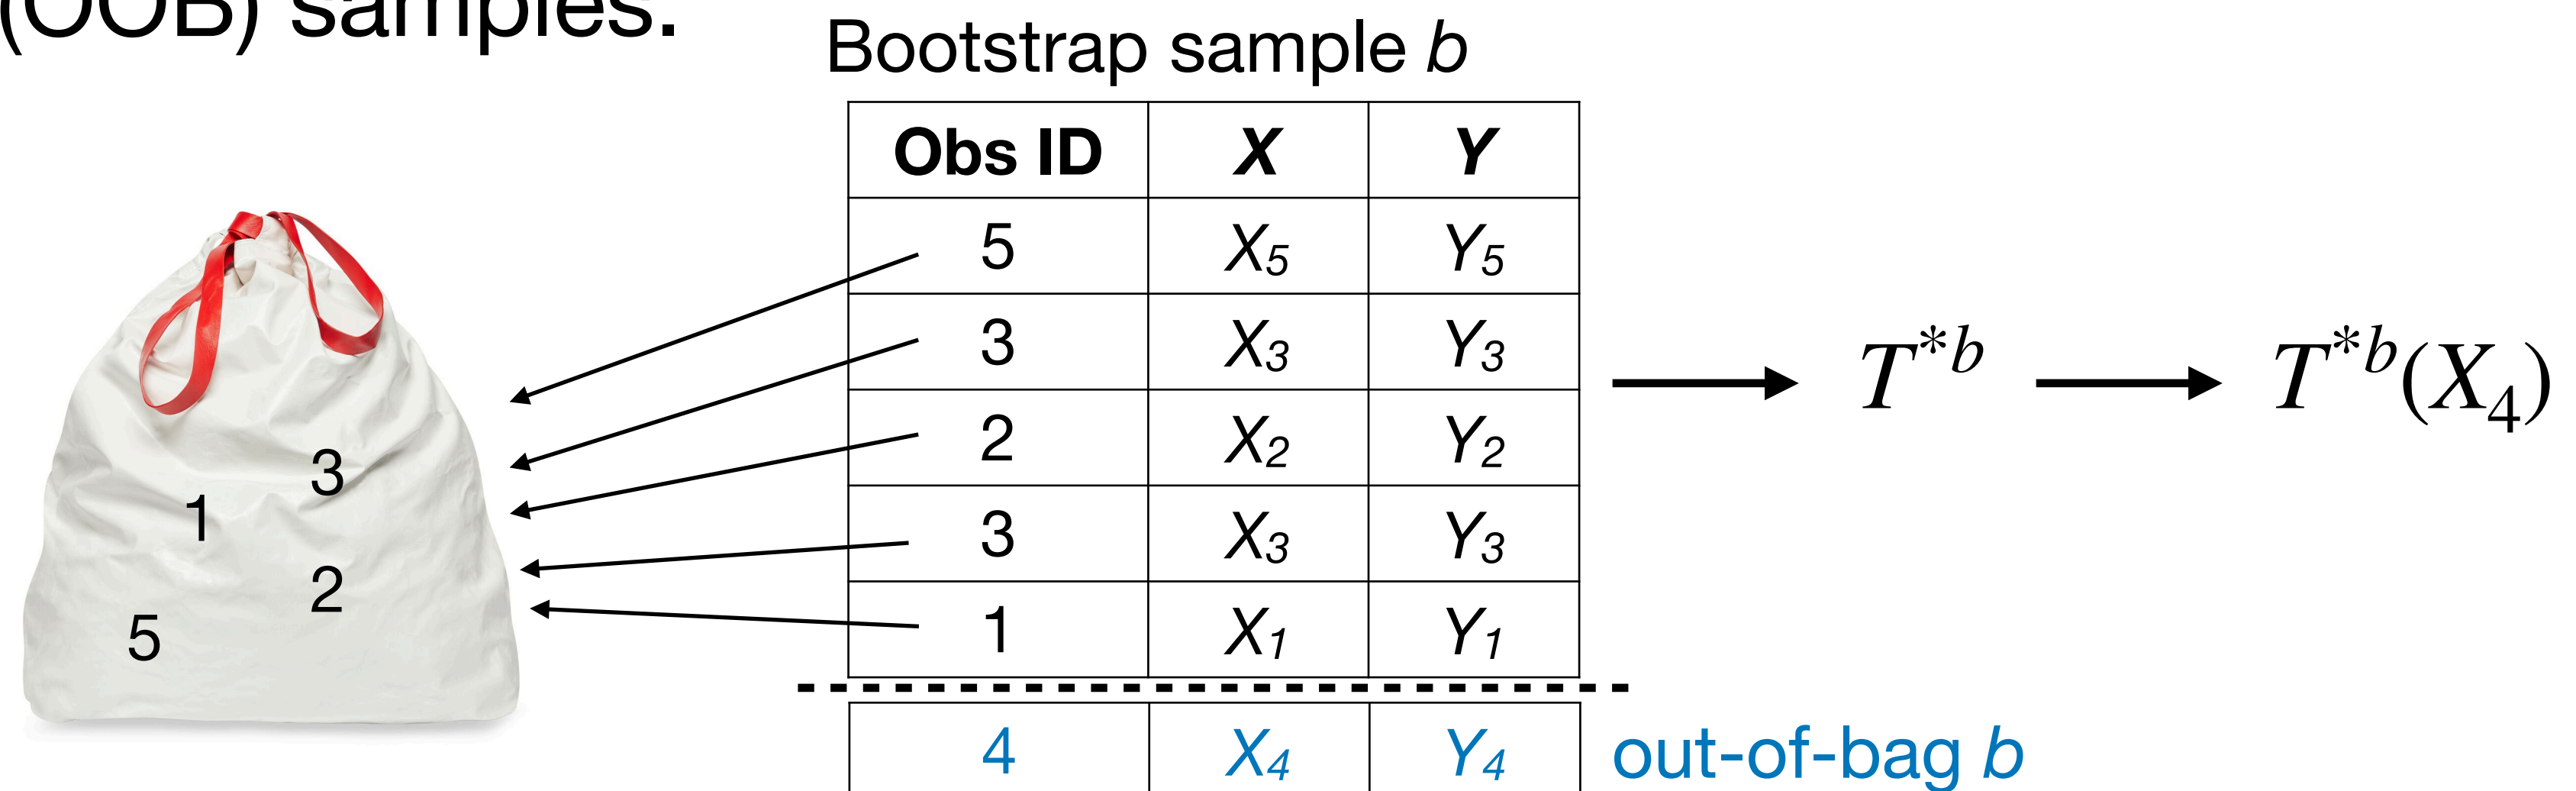 (OOB) samples.
Bootstrap sample b
Obs ID X Y
5 X5 Y5
3 X3 Y3
2 X2 Y2
3 X3 Y3
1 X1 Y1
4 X4 Y4 out-of-bag b
3
1
2
5
T*b T*b(X4)